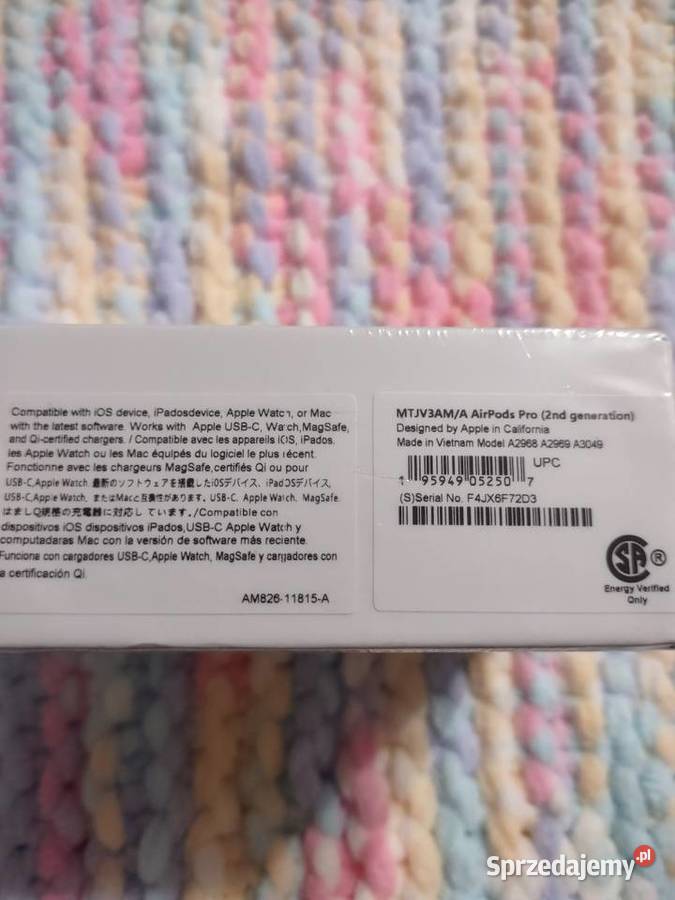 Compatible with iOS device, iPadosdevice, Apple Watch, or Mac
with the latest software. Works with Apple USB-C, Watch,MagSafe,
and Qi-certified chargers. / Compatible avec les appareils iOS, iPados.
les Apple Watch ou les Mac équipés du logiciel le plus récent.
Fonctionne avec les chargeurs MagSafe,certifiés Qi ou pour
USB-C,Apple Watch 最新のソフトウェアを搭載したiOSデバイス、iPadOSデバイス,
USB-C,Apple Watch, またはMacと互換性があります。USB-C. Apple Watch. MagSafe.
はましQ規格の充電器に対応 しています。/Compatible con
dispositivos iOS dispositivos iPados,USB-C Apple Watch y
computadaras Mac con la versión de software más reciente.
Funciona con cargadores USB-C,Apple Watch, MagSafe y cargadores con
a certificación Qi.
AM826-11815-A
MTJV3AM/A AirPods Pro (2nd generation)
Designed by Apple in California
Made in Vietnam Model A2968 A2969 A3049
1 95949 05250 7 UPC
(S)Serial No. F4JX6F72D3
SA ®
Energy Verified
Only
Sprzedajemy.pl